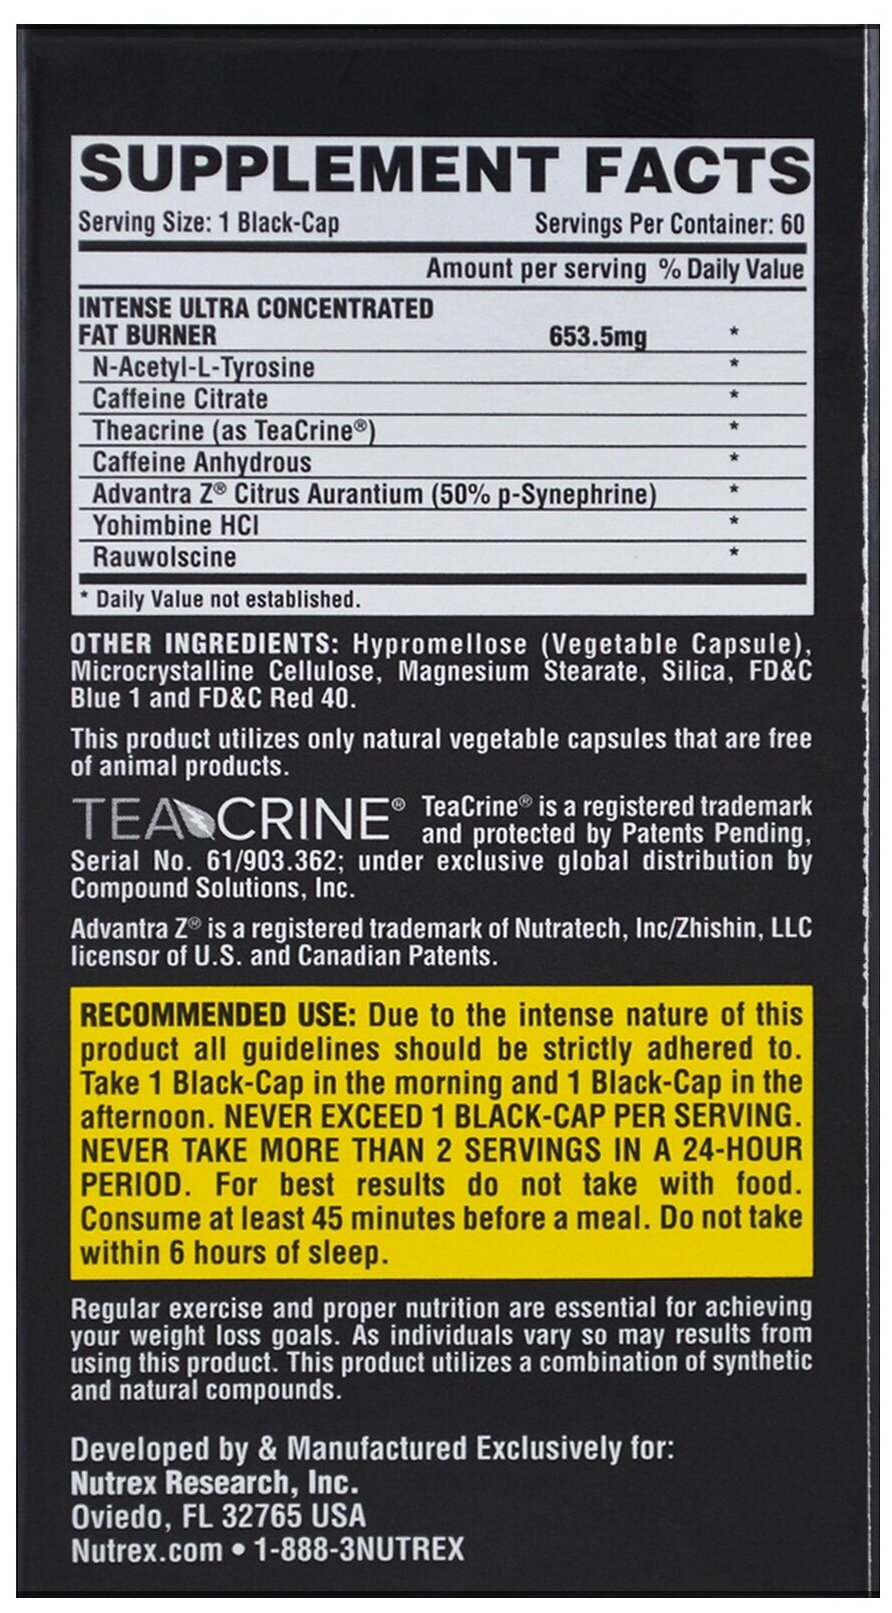 SUPPLEMENT FACTS
Serving Size: 1 Black-Cap Servings Per Container: 60
Amount per serving % Daily Value
INTENSE ULTRA CONCENTRATED
FAT BURNER 653.5mg *
N-Acetyl-L-Tyrosine *
Caffeine Citrate *
Theacrine (as TeaCrine®) *
Caffeine Anhydrous *
Advantra Z® Citrus Aurantium (50% p-Synephrine) *
Yohimbine HCl *
Rauwolscine *
* Daily Value not established.
OTHER INGREDIENTS: Hypromellose (Vegetable Capsule),
Microcrystalline Cellulose, Magnesium Stearate, Silica, FD&C
Blue 1 and FD&C Red 40.
This product utilizes only natural vegetable capsules that are free
of animal products.
TEACRINE® TeaCrine® is a registered trademark
and protected by Patents Pending,
Serial No. 61/903.362; under exclusive global distribution by
Compound Solutions, Inc.
Advantra Z® is a registered trademark of Nutratech, Inc/Zhishin, LLC
licensor of U.S. and Canadian Patents.
RECOMMENDED USE: Due to the intense nature of this
product all guidelines should be strictly adhered to.
Take 1 Black-Cap in the morning and 1 Black-Cap in the
afternoon. NEVER EXCEED 1 BLACK-CAP PER SERVING.
NEVER TAKE MORE THAN 2 SERVINGS IN A 24-HOUR
PERIOD. For best results do not take with food.
Consume at least 45 minutes before a meal. Do not take
within 6 hours of sleep.
Regular exercise and proper nutrition are essential for achieving
your weight loss goals. As individuals vary so may results from
using this product. This product utilizes a combination of synthetic
and natural compounds.
Developed by & Manufactured Exclusively for:
Nutrex Research, Inc.
Oviedo, FL 32765 USA
Nutrex.com • 1-888-3NUTREX